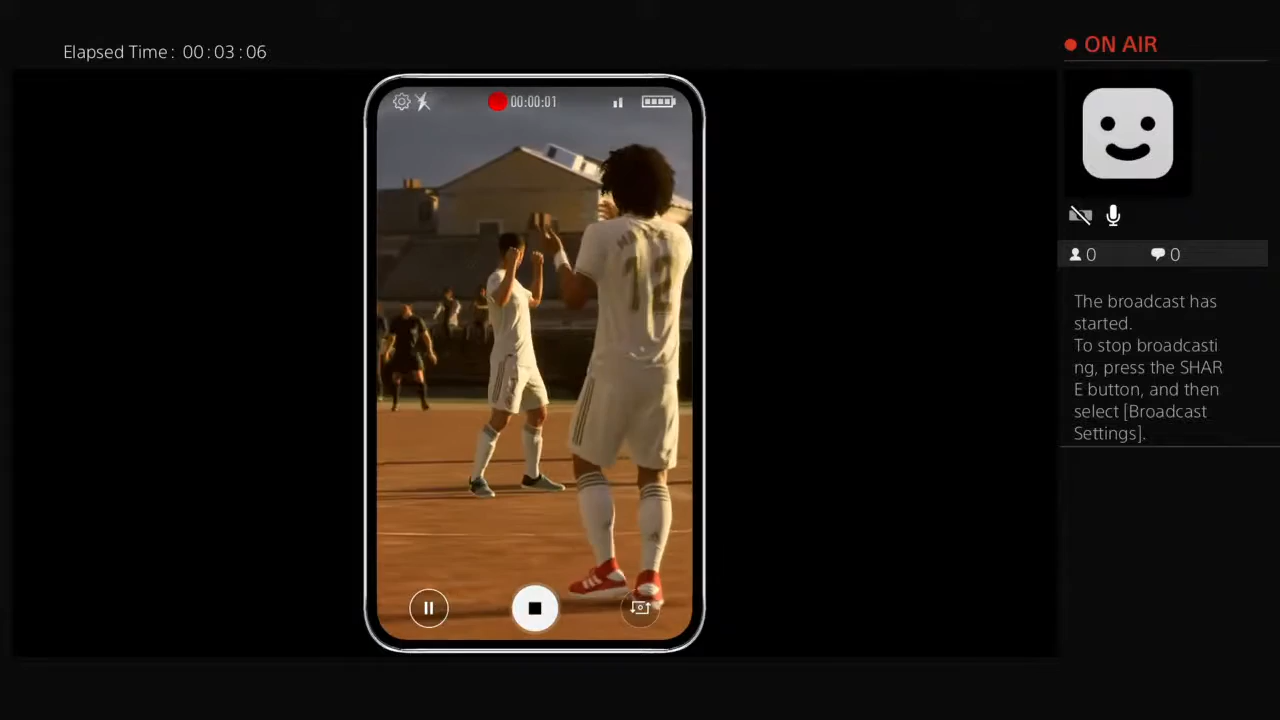 Elapsed Time: 00:03:06
ON AIR
00:00:01
12
0
0
The broadcast has
started.
To stop broadcasti
ng, press the SHAR
E button, and then
select [Broadcast
Settings].